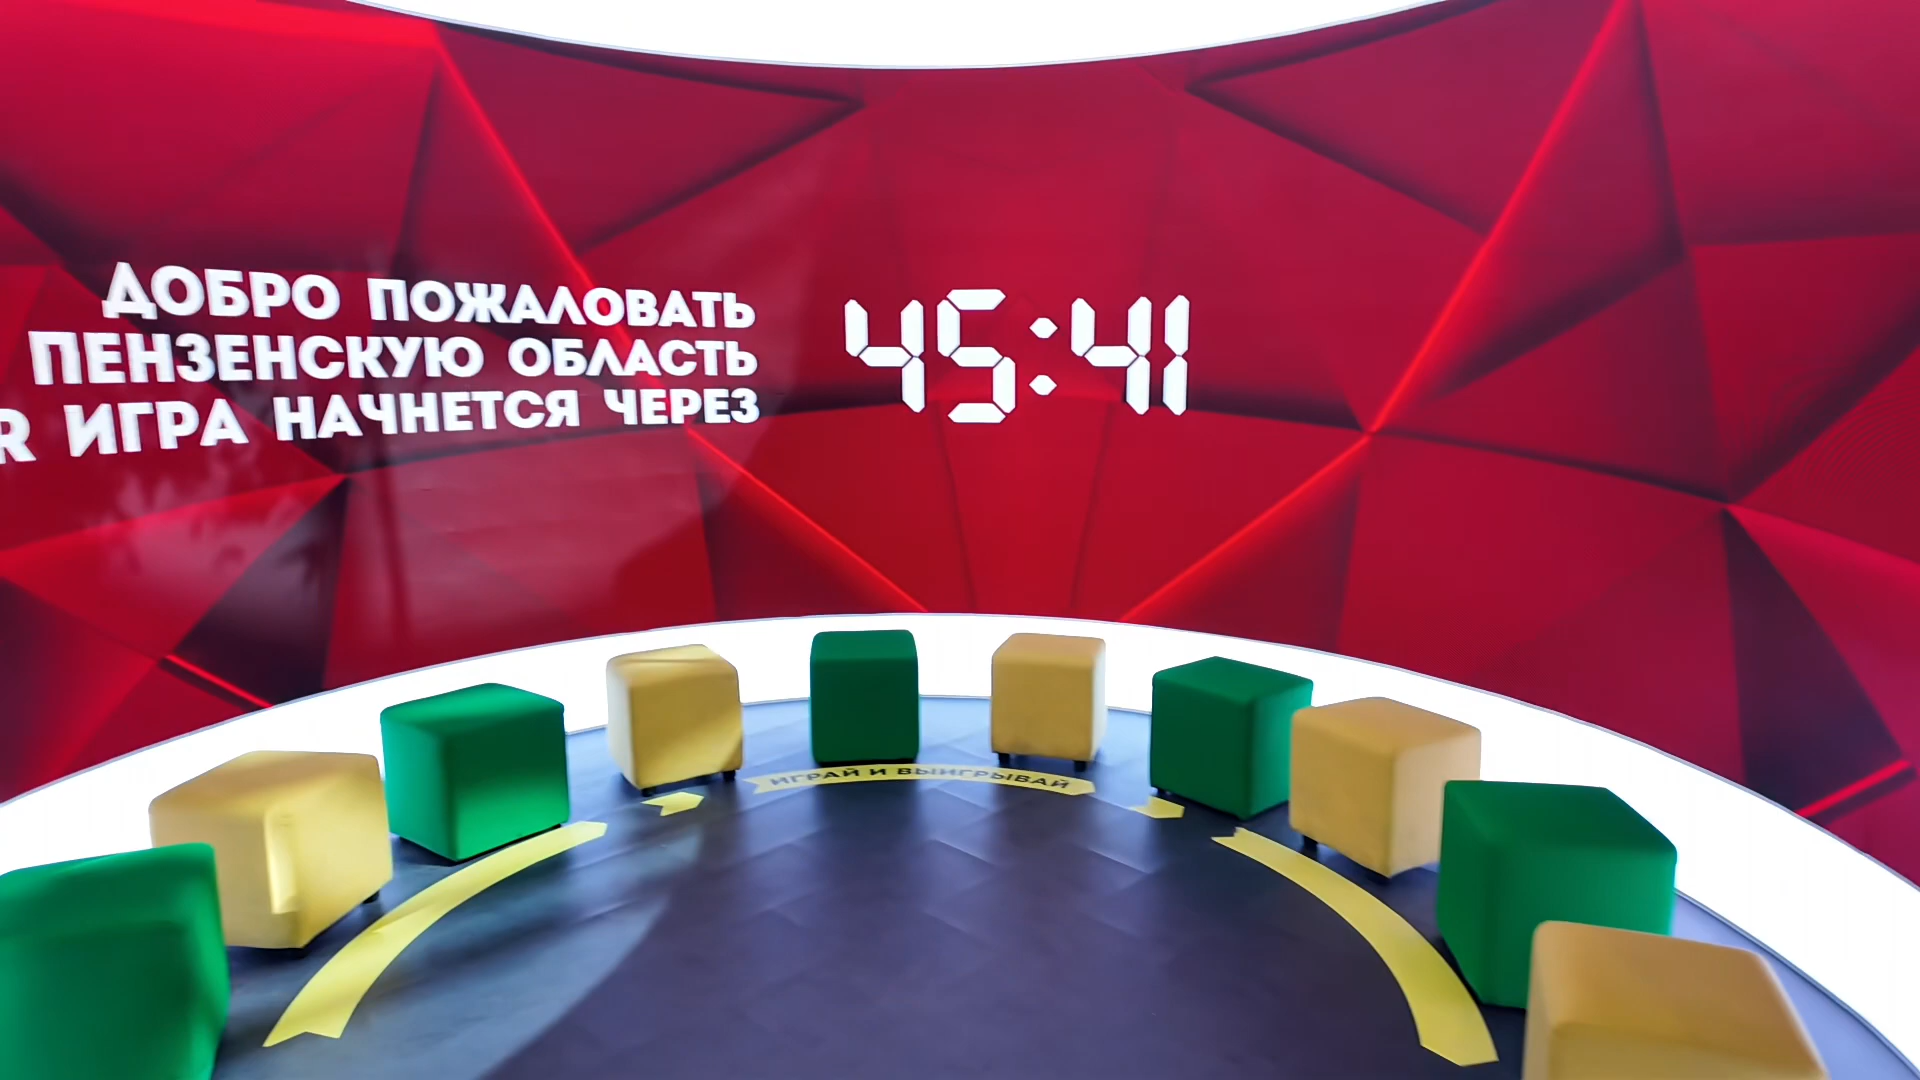 ДОБРО ПОЖАЛОВАТЬ
ПЕНЗЕНСКУЮ ОБЛАСТЬ
R ИГРА НАЧНЕТСЯ ЧЕРЕЗ
45:41
ИГРАЙ И ВЫИГРЫВАЙ